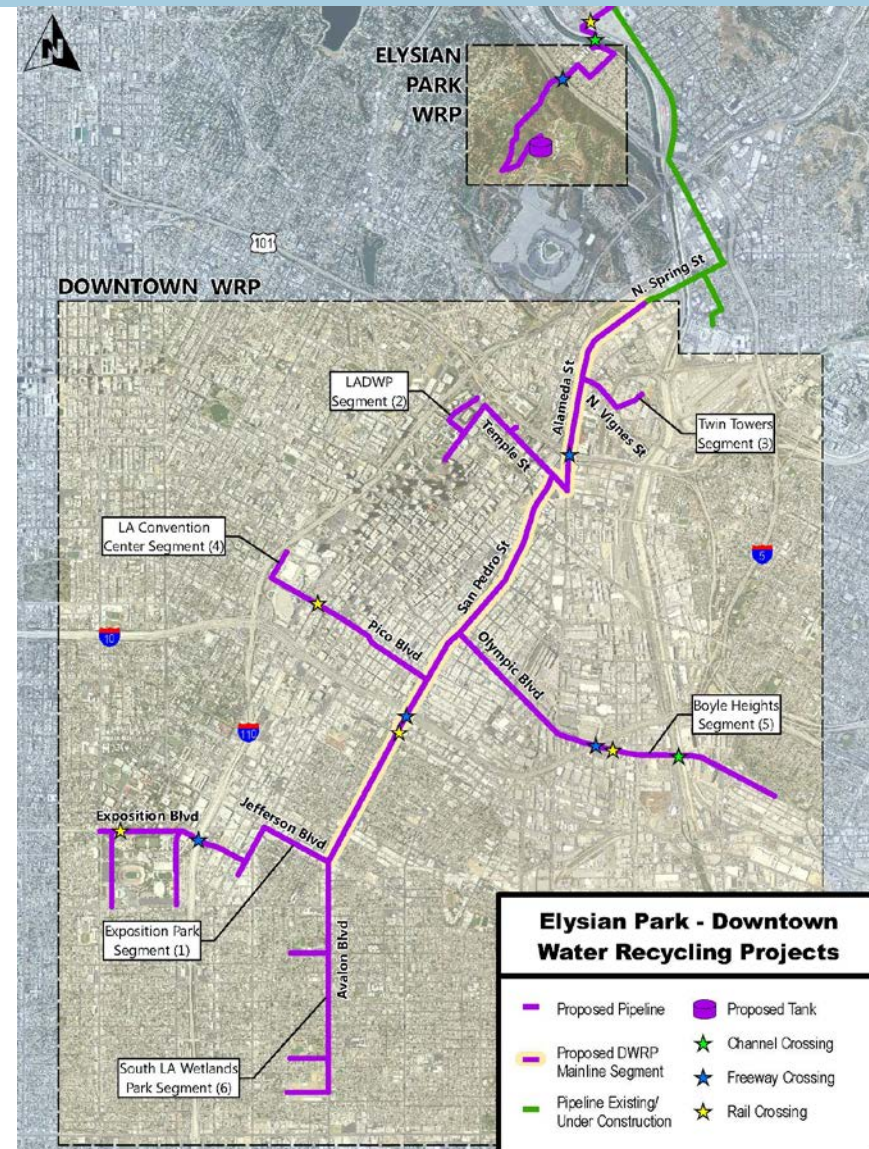 N
ELYSIAN
PARK
WRP
101
DOWNTOWN WRP
N. Spring St
LADWP
Segment (2)
Alameda St
N. Vignes St
Temple St
Twin Towers
Segment (3)
LA Convention
Center Segment (4)
San Pedro St
5
10
Pico Blvd
Olympic Blvd
Boyle Heights
Segment (5)
110
Exposition Blvd
Jefferson Blvd
Exposition Park
Segment (1)
Avalon Blvd
South LA Wetlands
Park Segment (6)
Elysian Park - Downtown
Water Recycling Projects
Proposed Pipeline
Proposed Tank
Proposed DWRP
Mainline Segment
Channel Crossing
Freeway Crossing
Pipeline Existing/
Under Construction
Rail Crossing